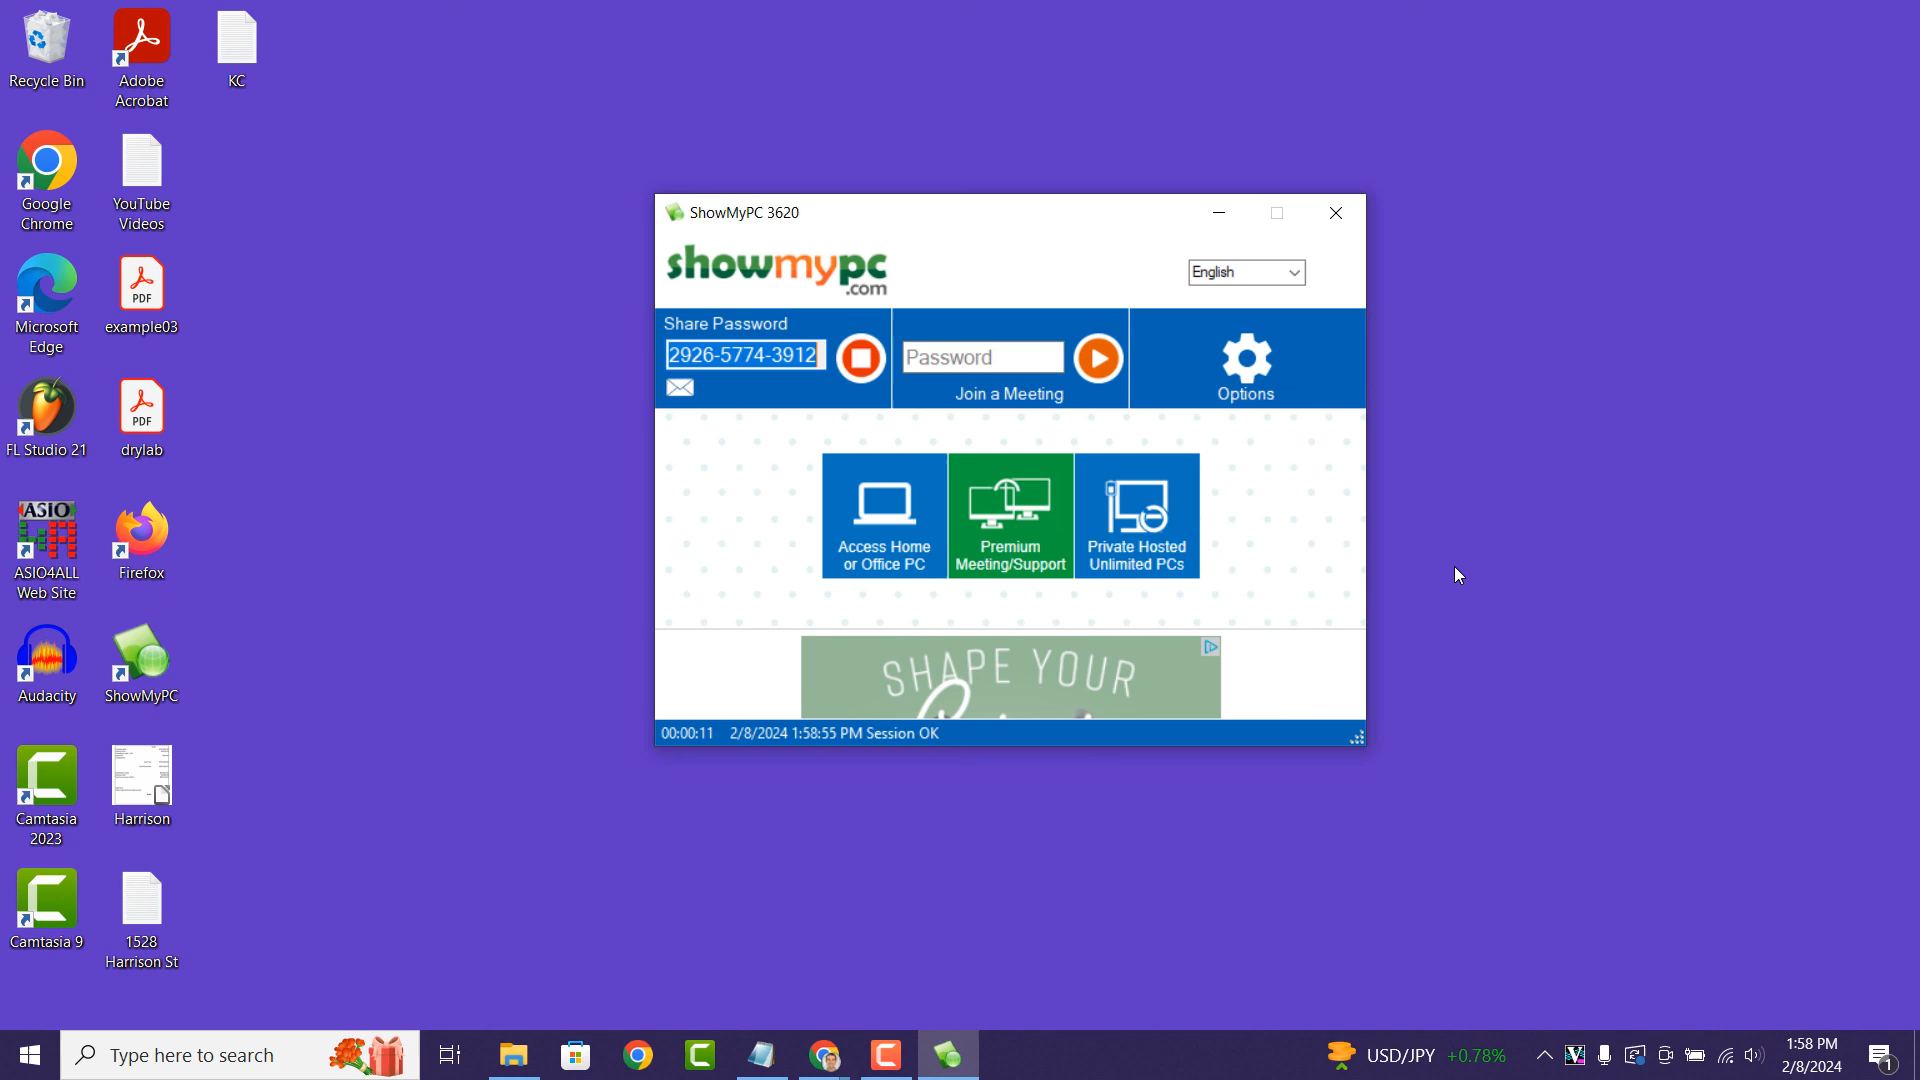 Recycle Bin
Adobe
Acrobat
KC
Google
Chrome
YouTube
Videos
Microsoft
Edge
PDF
example03
FL Studio 21
PDF
drylab
ASIO
ASIO4ALL
Web Site
Firefox
Audacity
ShowMyPC
Camtasia
2023
Harrison
Camtasia 9
1528
Harrison St
ShowMyPC 3620
showmypc
.com
English
Share Password
2926-5774-3912
Password
Join a Meeting
Options
Access Home
or Office PC
Premium
Meeting/Support
Private Hosted
Unlimited PCs
SHAPE YOUR
00:00:11 2/8/2024 1:58:55 PM Session OK
Type here to search
USD/JPY +0.78%
1:58 PM
2/8/2024
1